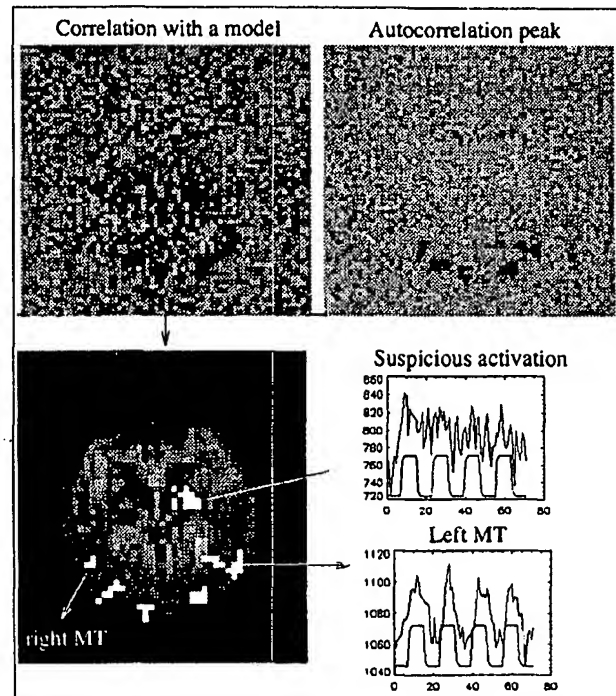 Correlation with a model
Autocorrelation peak
Suspicious activation
860
840
820
800
780
760
740
720
0 20 40 60 80
Left MT
1120
1100
1080
1060
1040
0 20 40 60 80
right MT